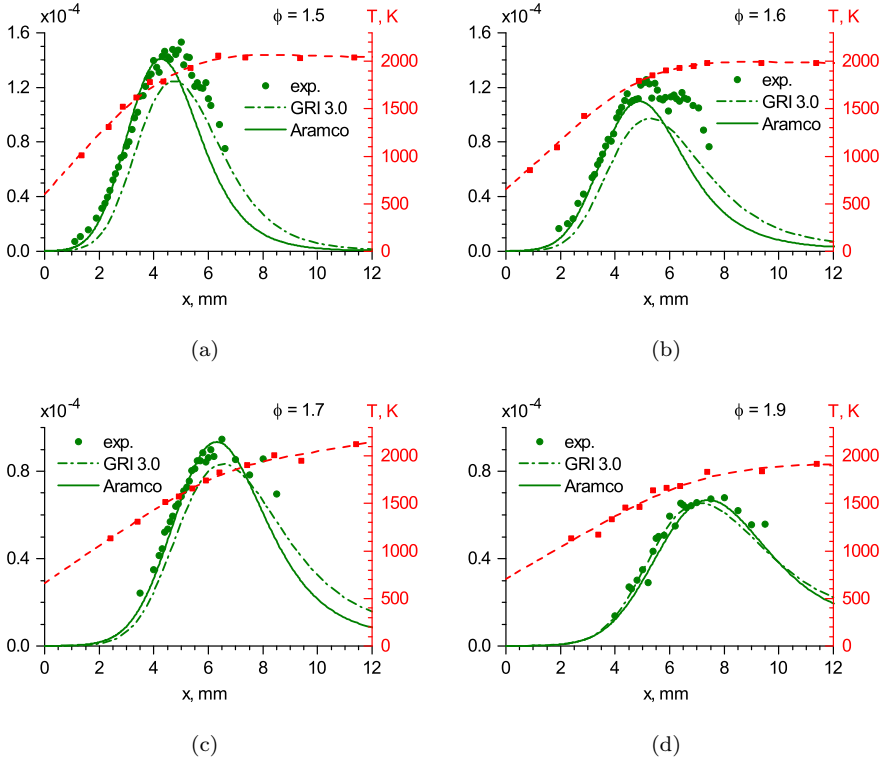 x10⁻⁴ ϕ = 1.5 T, K
1.6 1.2 0.8 0.4 0.0
2000 1500 1000 500 0
exp.
GRI 3.0
Aramco
0 2 4 6 8 10 12
x, mm
(a)
x10⁻⁴ ϕ = 1.6 T, K
1.6 1.2 0.8 0.4 0.0
2000 1500 1000 500 0
exp.
GRI 3.0
Aramco
0 2 4 6 8 10 12
x, mm
(b)
x10⁻⁴ ϕ = 1.7 T, K
0.8 0.4 0.0
2000 1500 1000 500 0
exp.
GRI 3.0
Aramco
0 2 4 6 8 10 12
x, mm
(c)
x10⁻⁴ ϕ = 1.9 T, K
0.8 0.4 0.0
2000 1500 1000 500 0
exp.
GRI 3.0
Aramco
0 2 4 6 8 10 12
x, mm
(d)